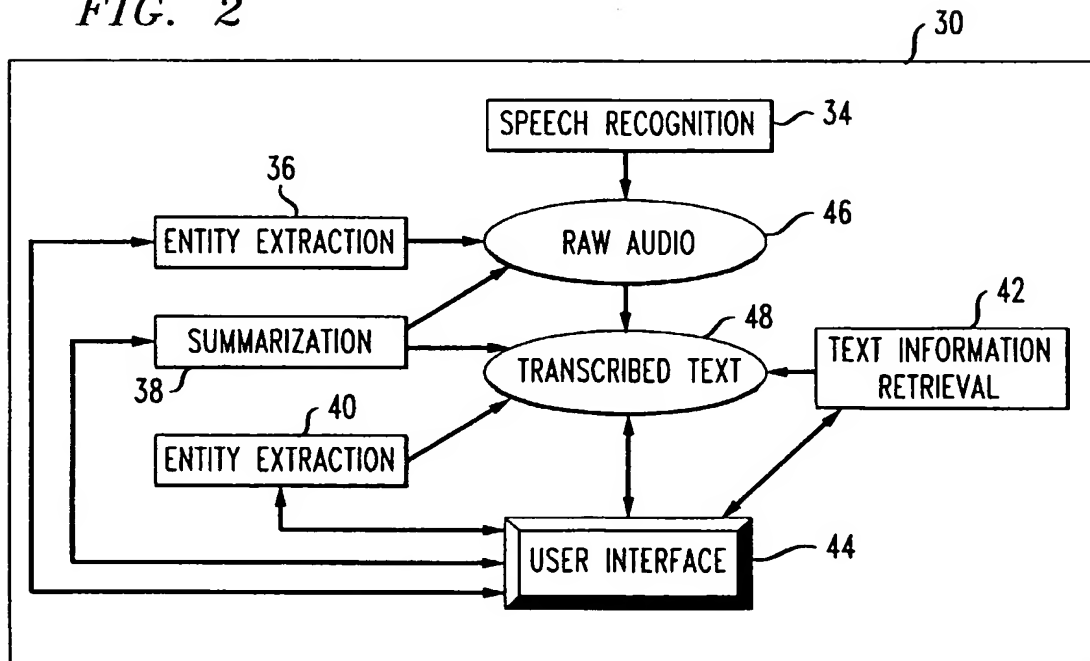 FIG. 2
30
SPEECH RECOGNITION
34
36
ENTITY EXTRACTION
RAW AUDIO
46
42
SUMMARIZATION
38
48
TRANSCRIBED TEXT
TEXT INFORMATION
RETRIEVAL
40
ENTITY EXTRACTION
USER INTERFACE
44